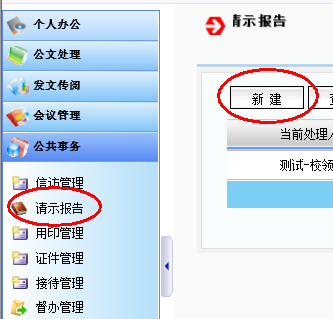 个人办公
公文处理
发文传阅
会议管理
公共事务
信访管理
请示报告
用印管理
证件管理
接待管理
督办管理
请示报告
新 建
当前处理
测试-校领